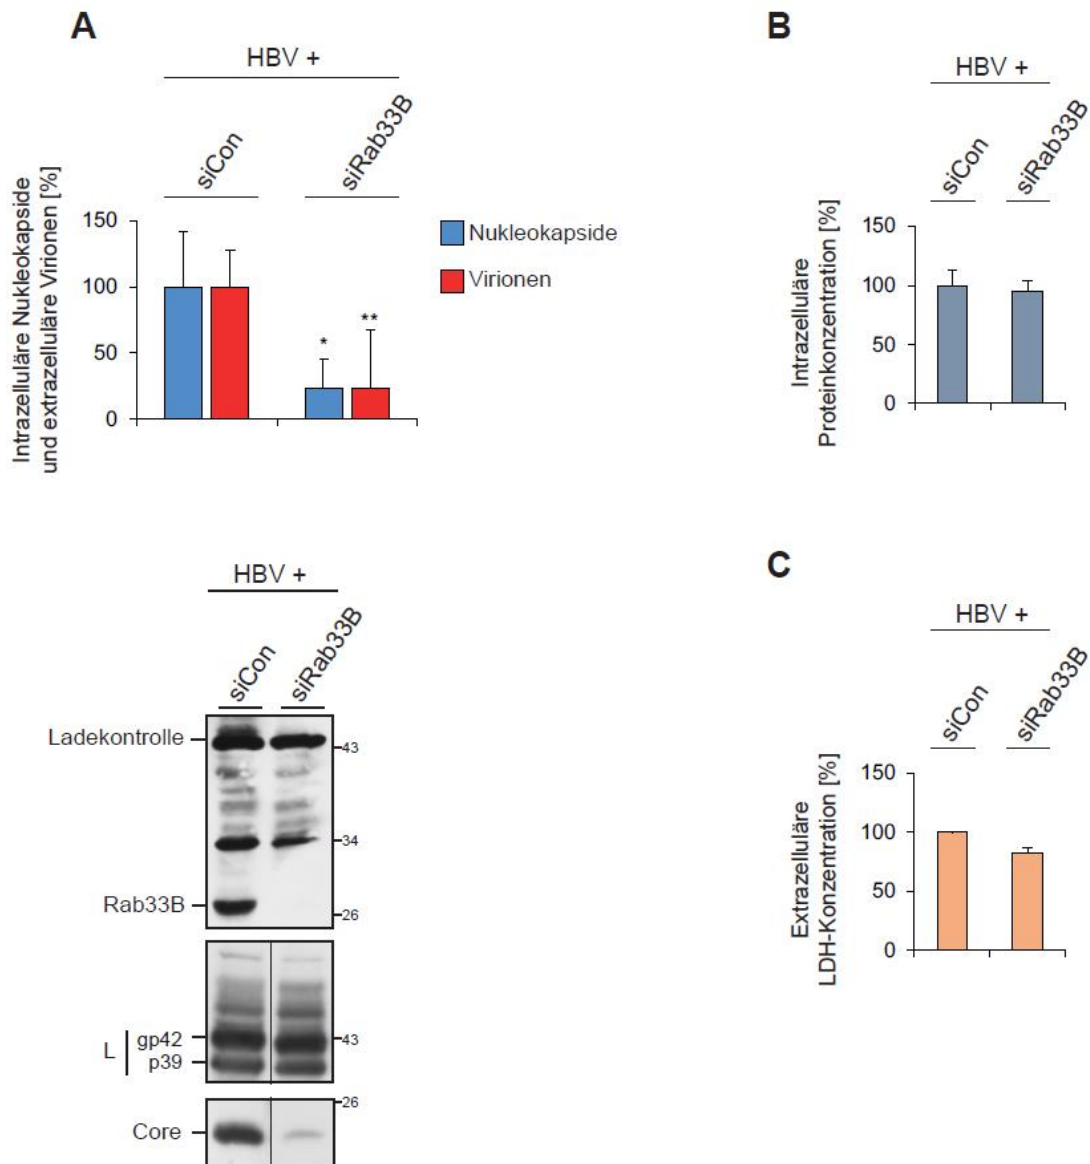 A
HBV +
siCon
siRab33B
Intrazelluläre Nukleokapside
und extrazelluläre Virionen [%]
150
100
50
0
*
**
Nukleokapside
Virionen
B
HBV +
siCon
siRab33B
Intrazelluläre
Proteinkonzentration [%]
150
100
50
0
HBV +
siCon
siRab33B
Ladekontrolle
43
34
Rab33B
26
L
gp42
p39
43
26
Core
C
HBV +
siCon
siRab33B
Extrazelluläre
LDH-Konzentration [%]
150
100
50
0